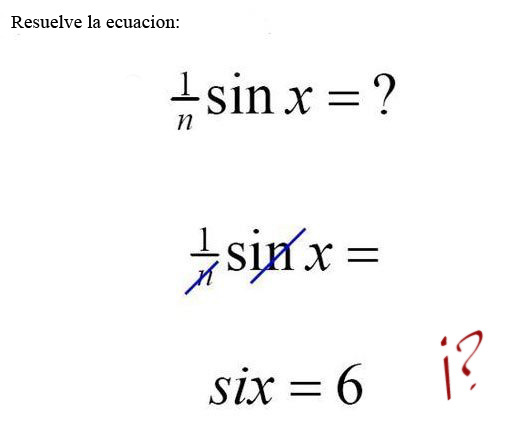 Resuelve la ecuacion:
1/n sin x = ?
1/n sin x =
six = 6
¡?